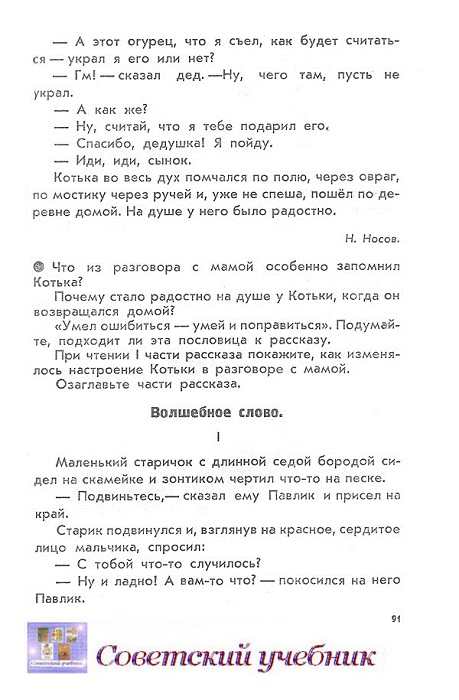 — А этот огурец, что я съел, как будет считать-
ся — украл я его или нет?
— Гм! — сказал дед. — Ну, чего там, пусть не
украл.
— А как же?
— Ну, считай, что я тебе подарил его.
— Спасибо, дедушка! Я пойду.
— Иди, иди, сынок.
Котька во весь дух помчался по полю, через овраг,
по мостику через ручей и, уже не спеша, пошёл по де-
ревне домой. На душе у него было радостно.
Н. Носов.
Что из разговора с мамой особенно запомнил
Котька?
Почему стало радостно на душе у Котьки, когда он
возвращался домой?
«Умел ошибиться — умей и поправиться». Подумай-
те, подходит ли эта пословица к рассказу.
При чтении I части рассказа покажите, как изменя-
лось настроение Котьки в разговоре с мамой.
Озаглавьте части рассказа.
Волшебное слово.
I
Маленький старичок с длинной седой бородой си-
дел на скамейке и зонтиком чертил что-то на песке.
— Подвиньтесь,— сказал ему Павлик и присел на
край.
Старик подвинулся и, взглянув на красное, сердитое
лицо мальчика, спросил:
— С тобой что-то случилось?
— Ну и ладно! А вам-то что? — покосился на него
Павлик.
91
Советский учебник
Советский учебник